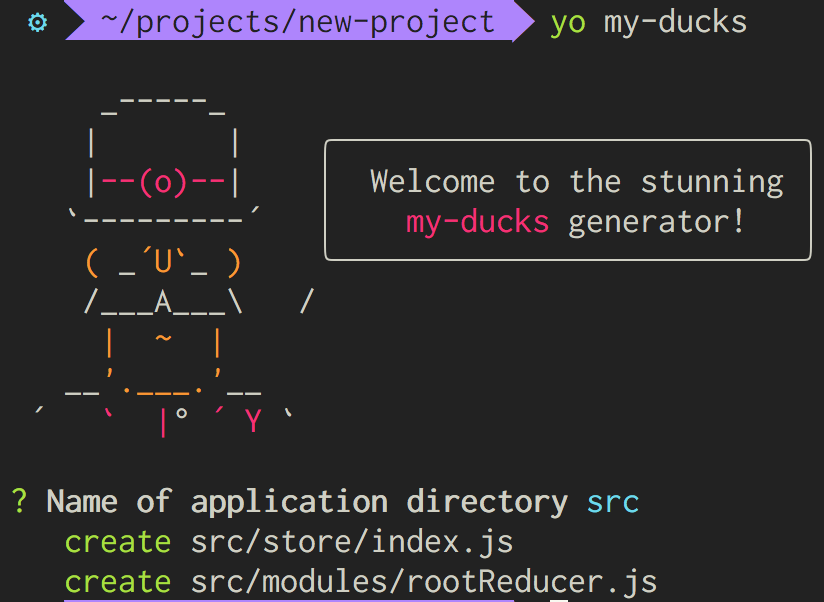 ⚙ ~/projects/new-project yo my-ducks
     _-----_
    |       |
    |--(o)--|
   `---------´
    ( _´U`_ )
    /___A___\   /
     |  ~  |
   __'.___.'__
 ´   `  |° ´ Y `
Welcome to the stunning
my-ducks generator!
? Name of application directory src
   create src/store/index.js
   create src/modules/rootReducer.js